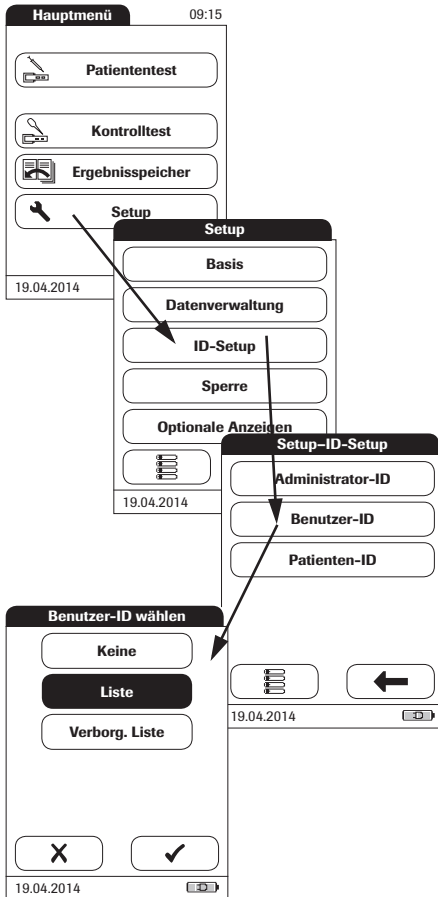 Hauptmenü 09:15
Patiententest
Kontrolltest
Ergebnisspeicher
Setup
19.04.2014
Setup
Basis
Datenverwaltung
ID-Setup
Sperre
Optionale Anzeigen
19.04.2014
Setup-ID-Setup
Administrator-ID
Benutzer-ID
Patienten-ID
19.04.2014
Benutzer-ID wählen
Keine
Liste
Verborg. Liste
19.04.2014